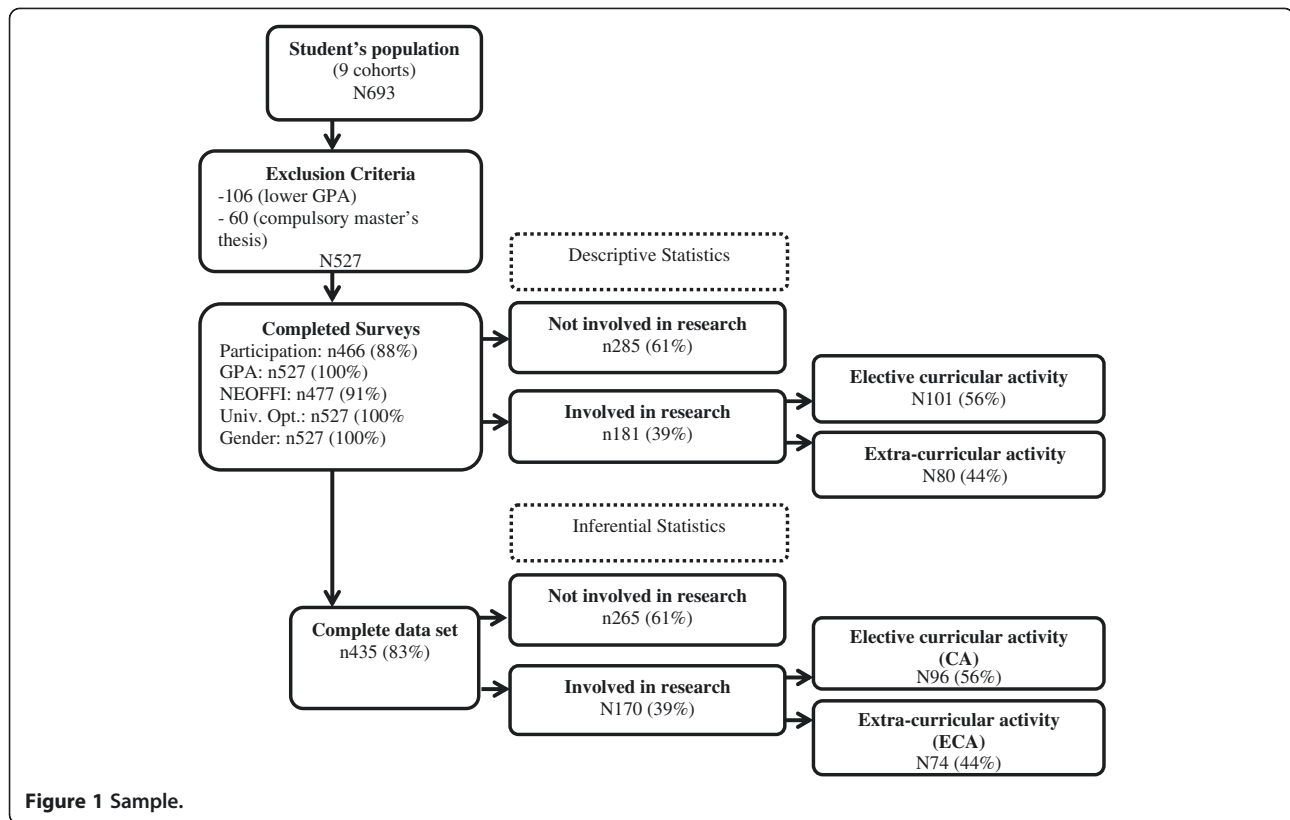 Student's population
(9 cohorts)
N693
Exclusion Criteria
-106 (lower GPA)
- 60 (compulsory master's
thesis)
N527
Descriptive Statistics
Completed Surveys
Participation: n466 (88%)
GPA: n527 (100%)
NEOFFI: n477 (91%)
Univ. Opt.: n527 (100%
Gender: n527 (100%)
Not involved in research
n285 (61%)
Involved in research
n181 (39%)
Elective curricular activity
N101 (56%)
Extra-curricular activity
N80 (44%)
Inferential Statistics
Complete data set
n435 (83%)
Not involved in research
n265 (61%)
Involved in research
N170 (39%)
Elective curricular activity
(CA)
N96 (56%)
Extra-curricular activity
(ECA)
N74 (44%)
Figure 1 Sample.